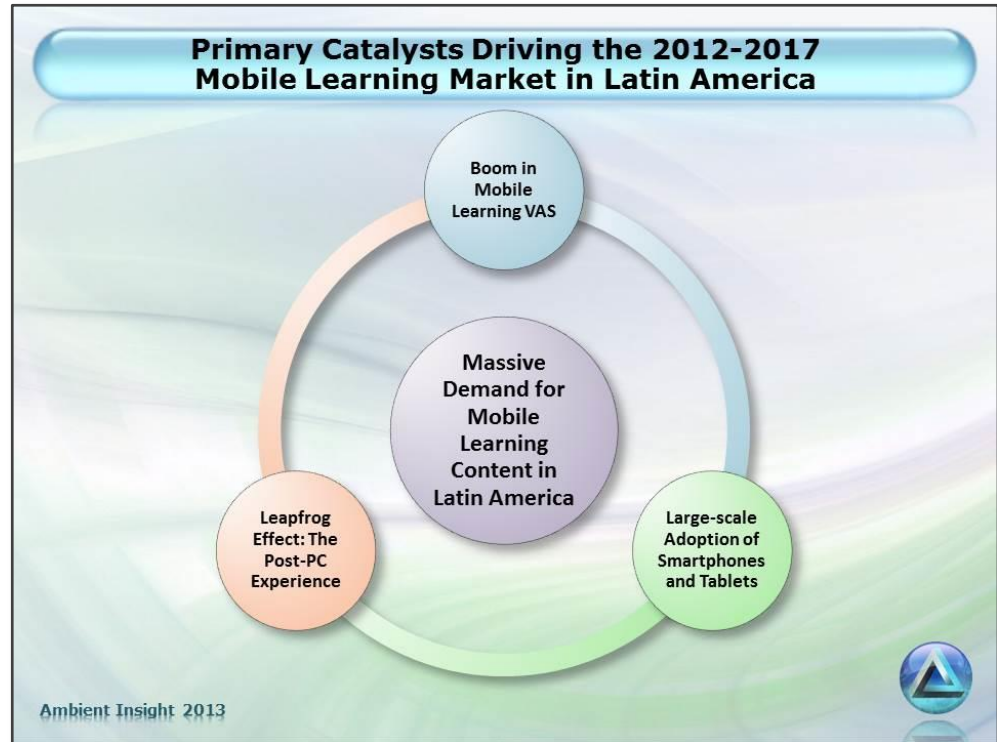 Primary Catalysts Driving the 2012-2017
Mobile Learning Market in Latin America
Boom in
Mobile
Learning VAS
Massive
Demand for
Mobile
Learning
Content in
Latin America
Leapfrog
Effect: The
Post-PC
Experience
Large-scale
Adoption of
Smartphones
and Tablets
Ambient Insight 2013